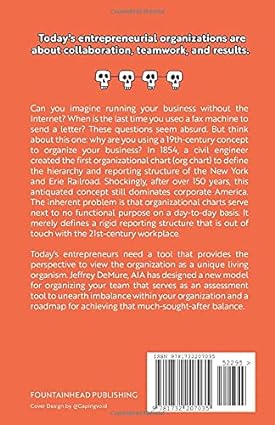 Today's entrepreneurial organizations are
about collaboration, teamwork, and results.
Can you imagine running your business without the
Internet? When is the last time you used a fax machine to
send a letter? These questions seem absurd. But think
about this one: why are you using a 19th-century concept
to organize your business? In 1854, a civil engineer
created the first organizational chart (org chart) to define
the hierarchy and reporting structure of the New York
and Erie Railroad. Shockingly, after over 150 years, this
antiquated concept still dominates corporate America.
The inherent problem is that organizational charts serve
next to no functional purpose on a day-to-day basis. It
merely defines a rigid reporting structure that is out of
touch with the 21st-century workplace.
Today's entrepreneurs need a tool that provides the
perspective to view the organization as a unique living
organism. Jeffrey DeMure, AIA has designed a new model
for organizing your team that serves as an assessment
tool to unearth imbalance within your organization and a
roadmap for achieving that much-sought-after balance.
ISBN 9781732207035
52295>
9 781732 207035
FOUNTAINHEAD PUBLISHING
Cover Design by @Gapingvoid